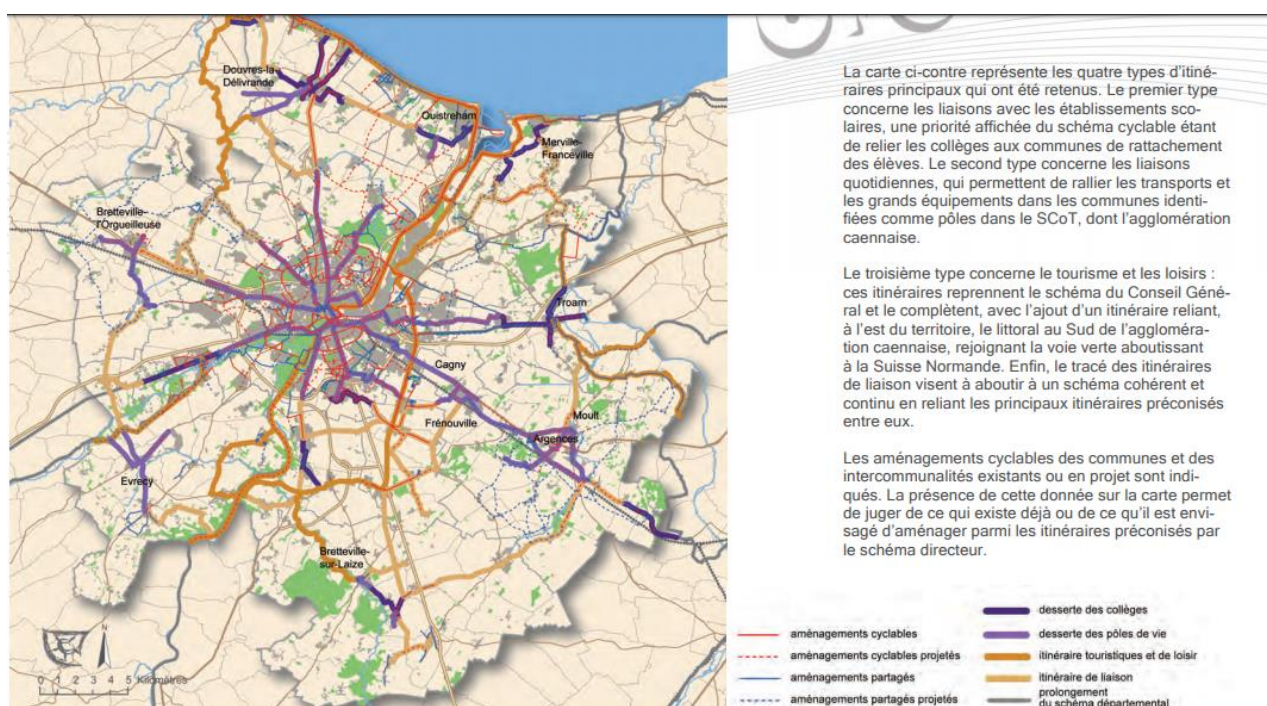 Douvres-la-
Délivrande
Ouistreham
Merville-
Franceville
Bretteville-
l'Orgueilleuse
Troarn
Cagny
Moult
Frénouville
Argences
Evrecy
Bretteville-
sur-Laize
N
0 1 2 3 4 5 Kilomètres
La carte ci-contre représente les quatre types d'itiné-
raires principaux qui ont été retenus. Le premier type
concerne les liaisons avec les établissements sco-
laires, une priorité affichée du schéma cyclable étant
de relier les collèges aux communes de rattachement
des élèves. Le second type concerne les liaisons
quotidiennes, qui permettent de rallier les transports et
les grands équipements dans les communes identi-
fiées comme pôles dans le SCoT, dont l'agglomération
caennaise.
Le troisième type concerne le tourisme et les loisirs :
ces itinéraires reprennent le schéma du Conseil Géné-
ral et le complètent, avec l'ajout d'un itinéraire reliant,
à l'est du territoire, le littoral au Sud de l'aggloméra-
tion caennaise, rejoignant la voie verte aboutissant
à la Suisse Normande. Enfin, le tracé des itinéraires
de liaison visent à aboutir à un schéma cohérent et
continu en reliant les principaux itinéraires préconisés
entre eux.
Les aménagements cyclables des communes et des
intercommunalités existants ou en projet sont indi-
qués. La présence de cette donnée sur la carte permet
de juger de ce qui existe déjà ou de ce qu'il est envi-
sagé d'aménager parmi les itinéraires préconisés par
le schéma directeur.
aménagements cyclables
aménagements cyclables projetés
aménagements partagés
aménagements partagés projetés
desserte des collèges
desserte des pôles de vie
itinéraire touristiques et de loisir
itinéraire de liaison
prolongement
du schéma départemental